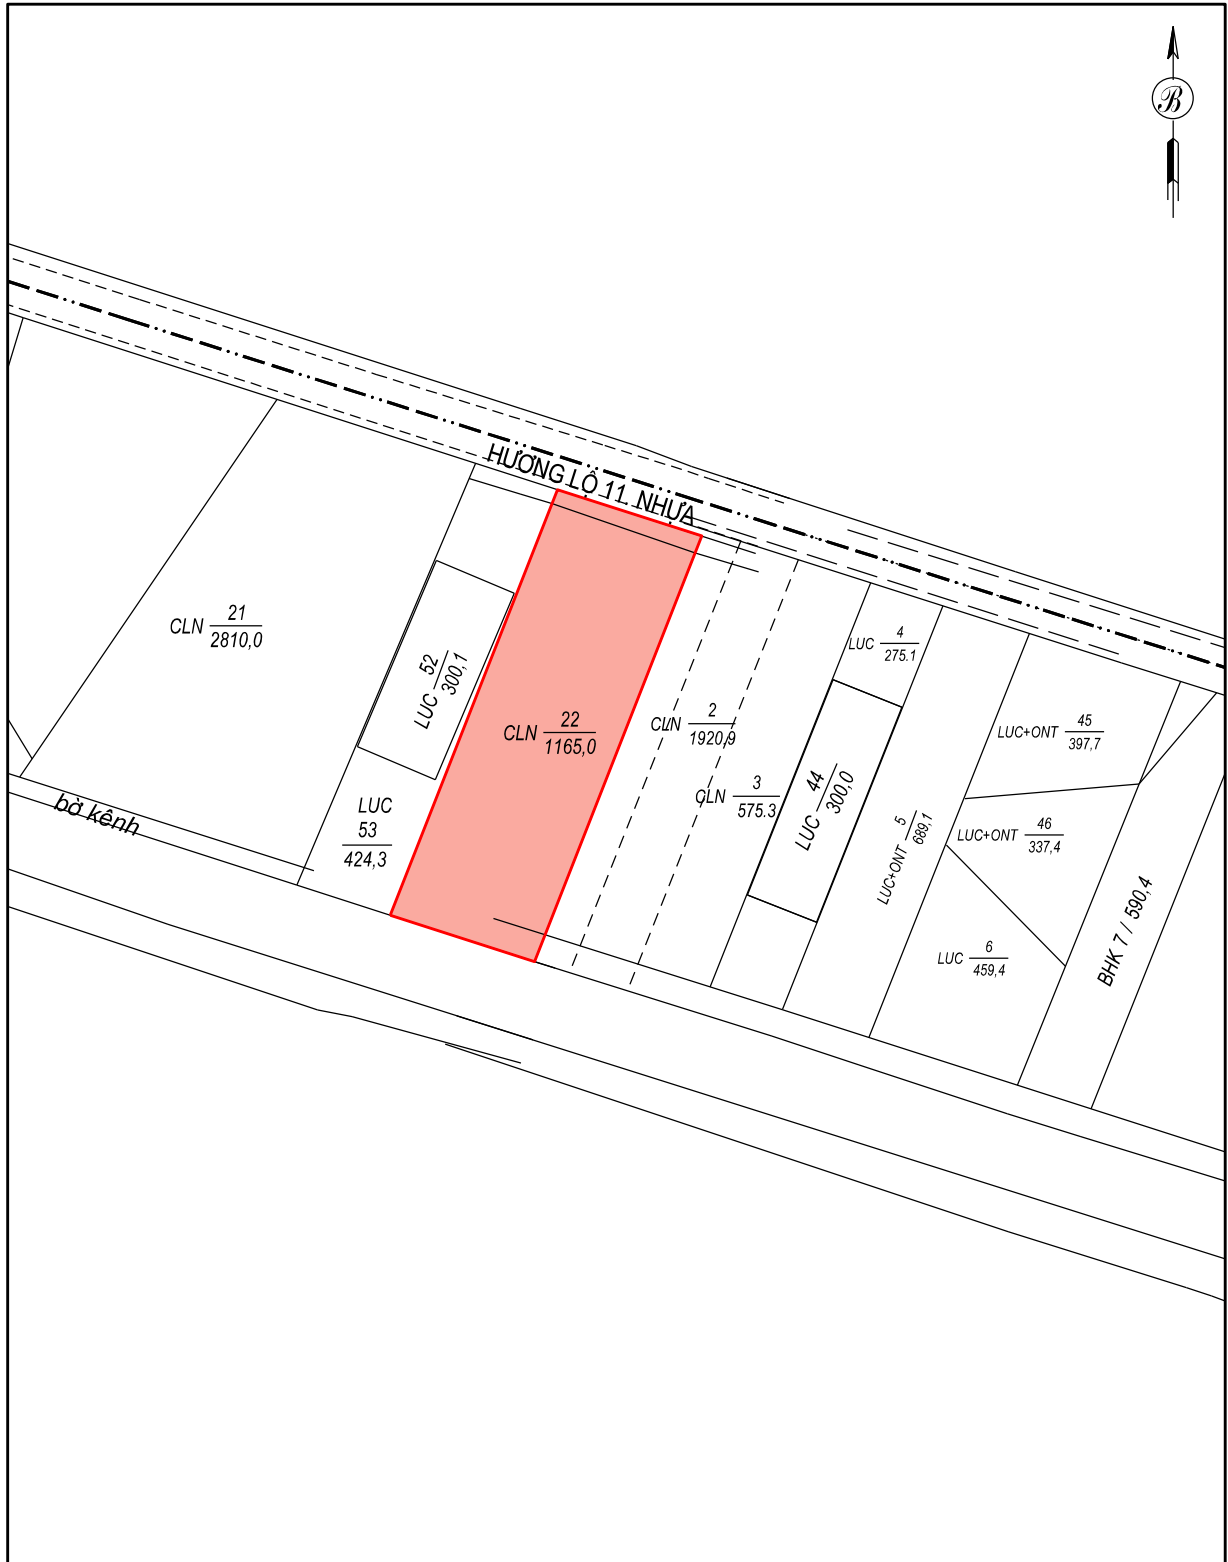 B
HƯƠNG LỘ 11 NHỰA
CLN 21
2810,0
LUC 52
300,1
LUC
53
424,3
CLN 22
1165,0
CLN 2
1920,9
CLN 3
575.3
LUC 4
275.1
LUC 44
300,0
LUC+ONT 5
689,1
LUC+ONT 45
397,7
LUC+ONT 46
337,4
LUC 6
459,4
BHK 7 / 590,4
bờ kênh